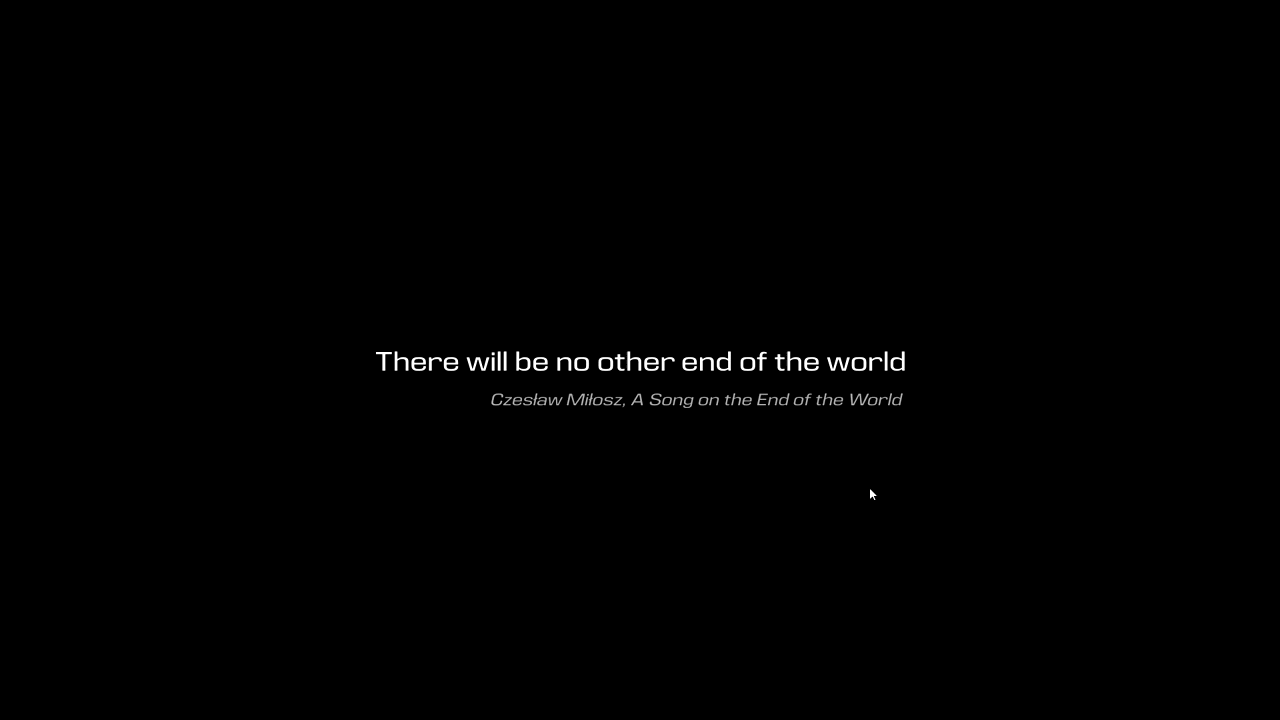 There will be no other end of the world
Czesław Miłosz, A Song on the End of the World